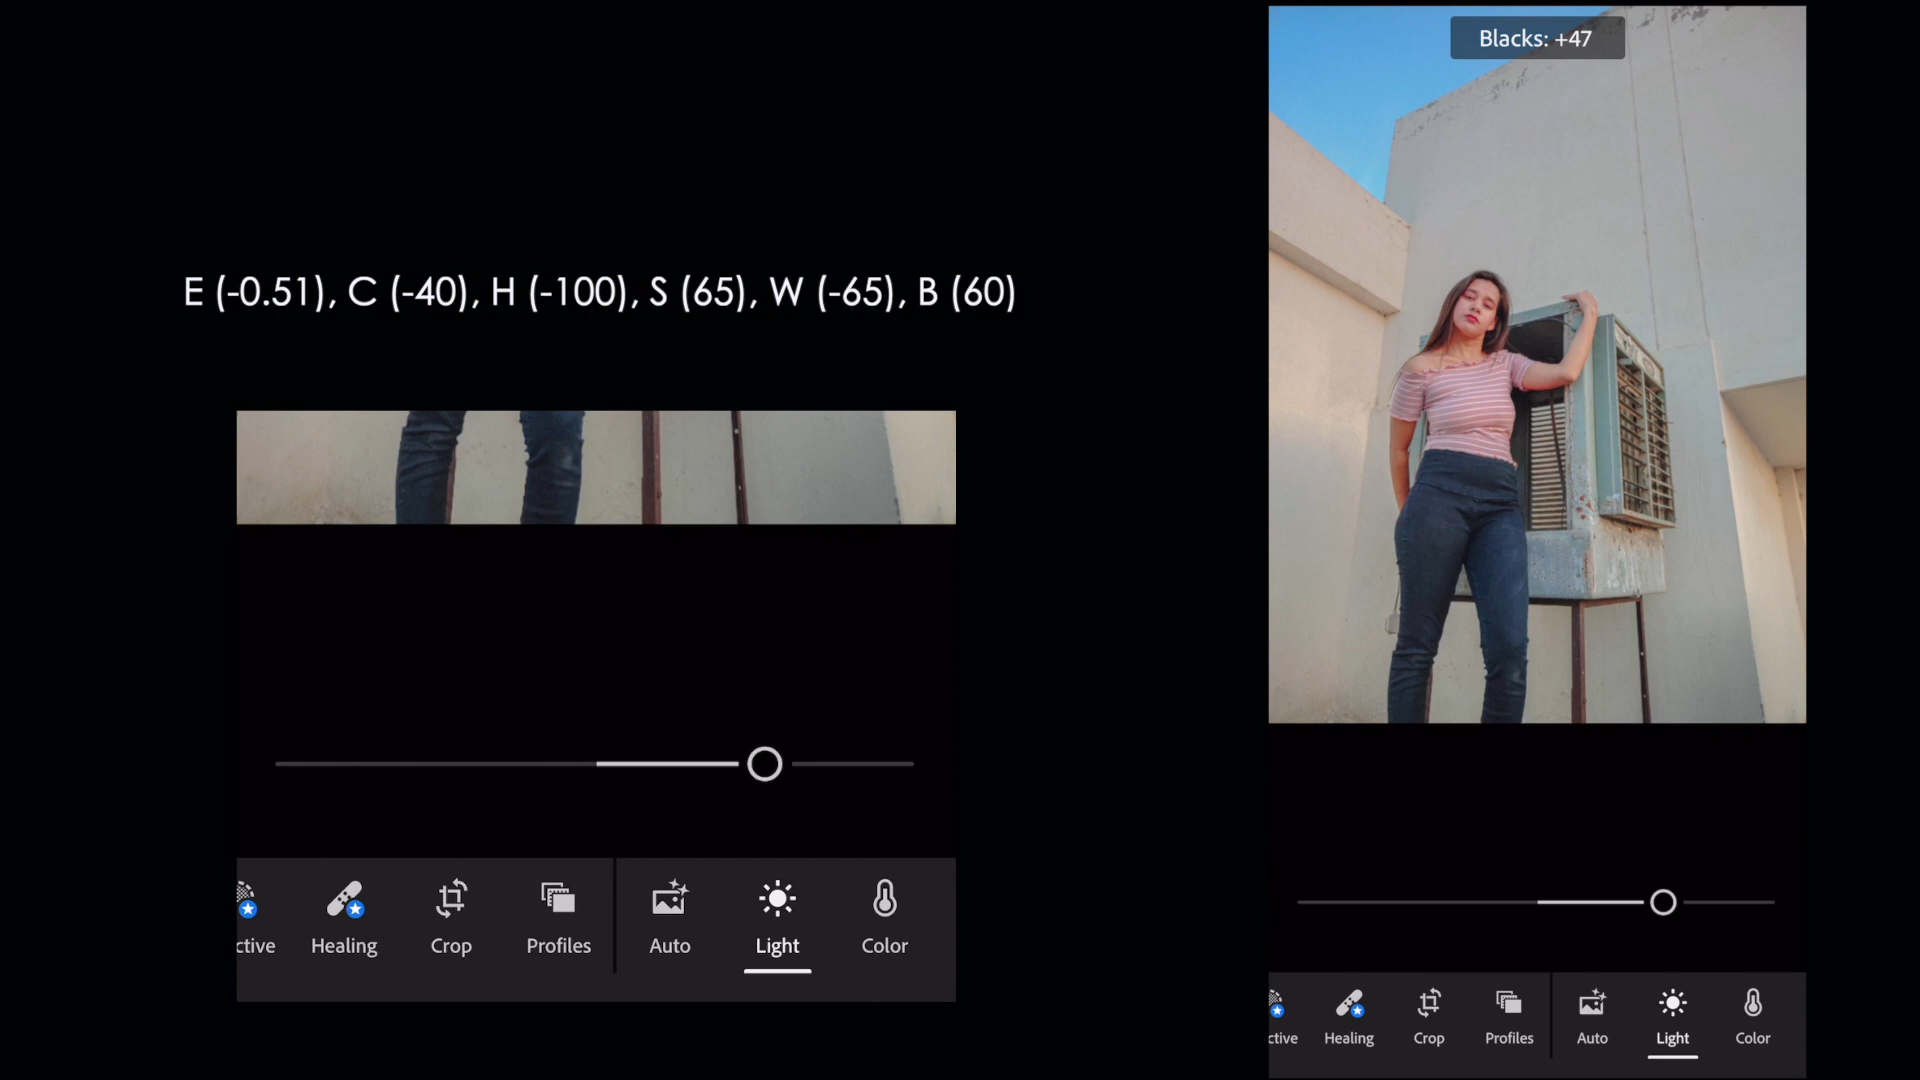 Blacks: +47
E (-0.51), C (-40), H (-100), S (65), W (-65), B (60)
ctive Healing Crop Profiles Auto Light Color
ctive Healing Crop Profiles Auto Light Color